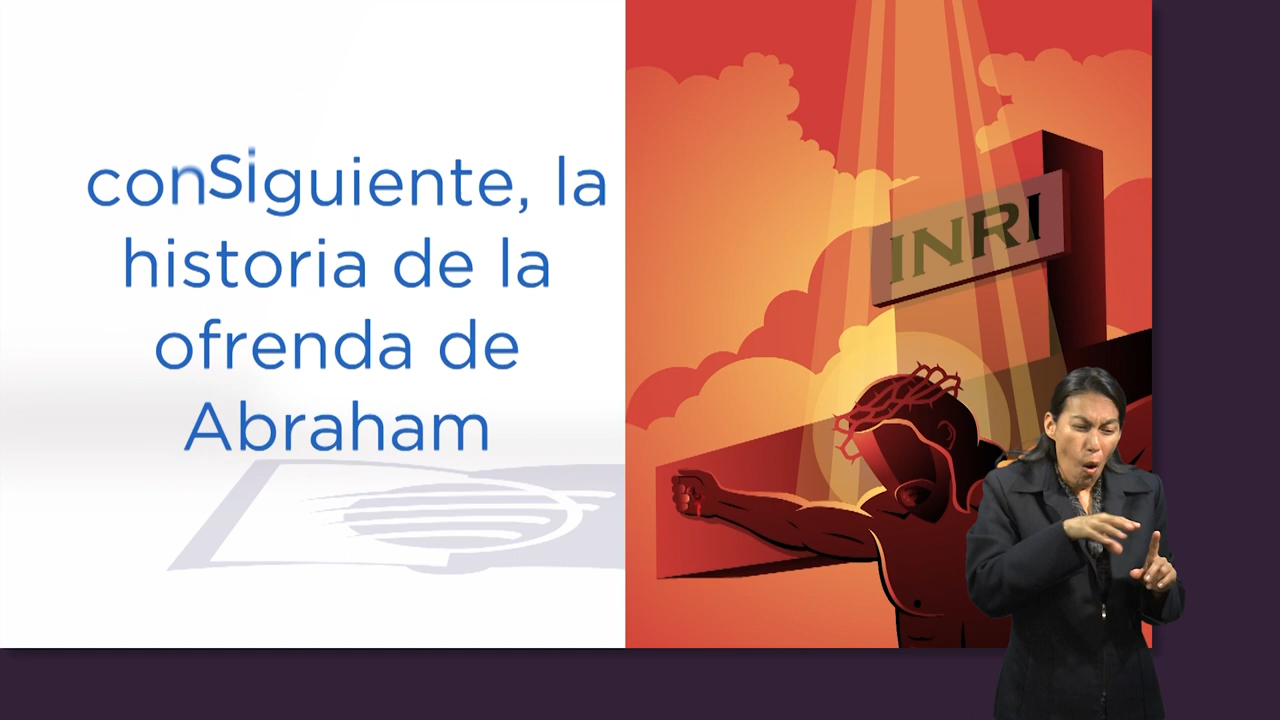 consiguiente, la
historia de la
ofrenda de
Abraham
INRI